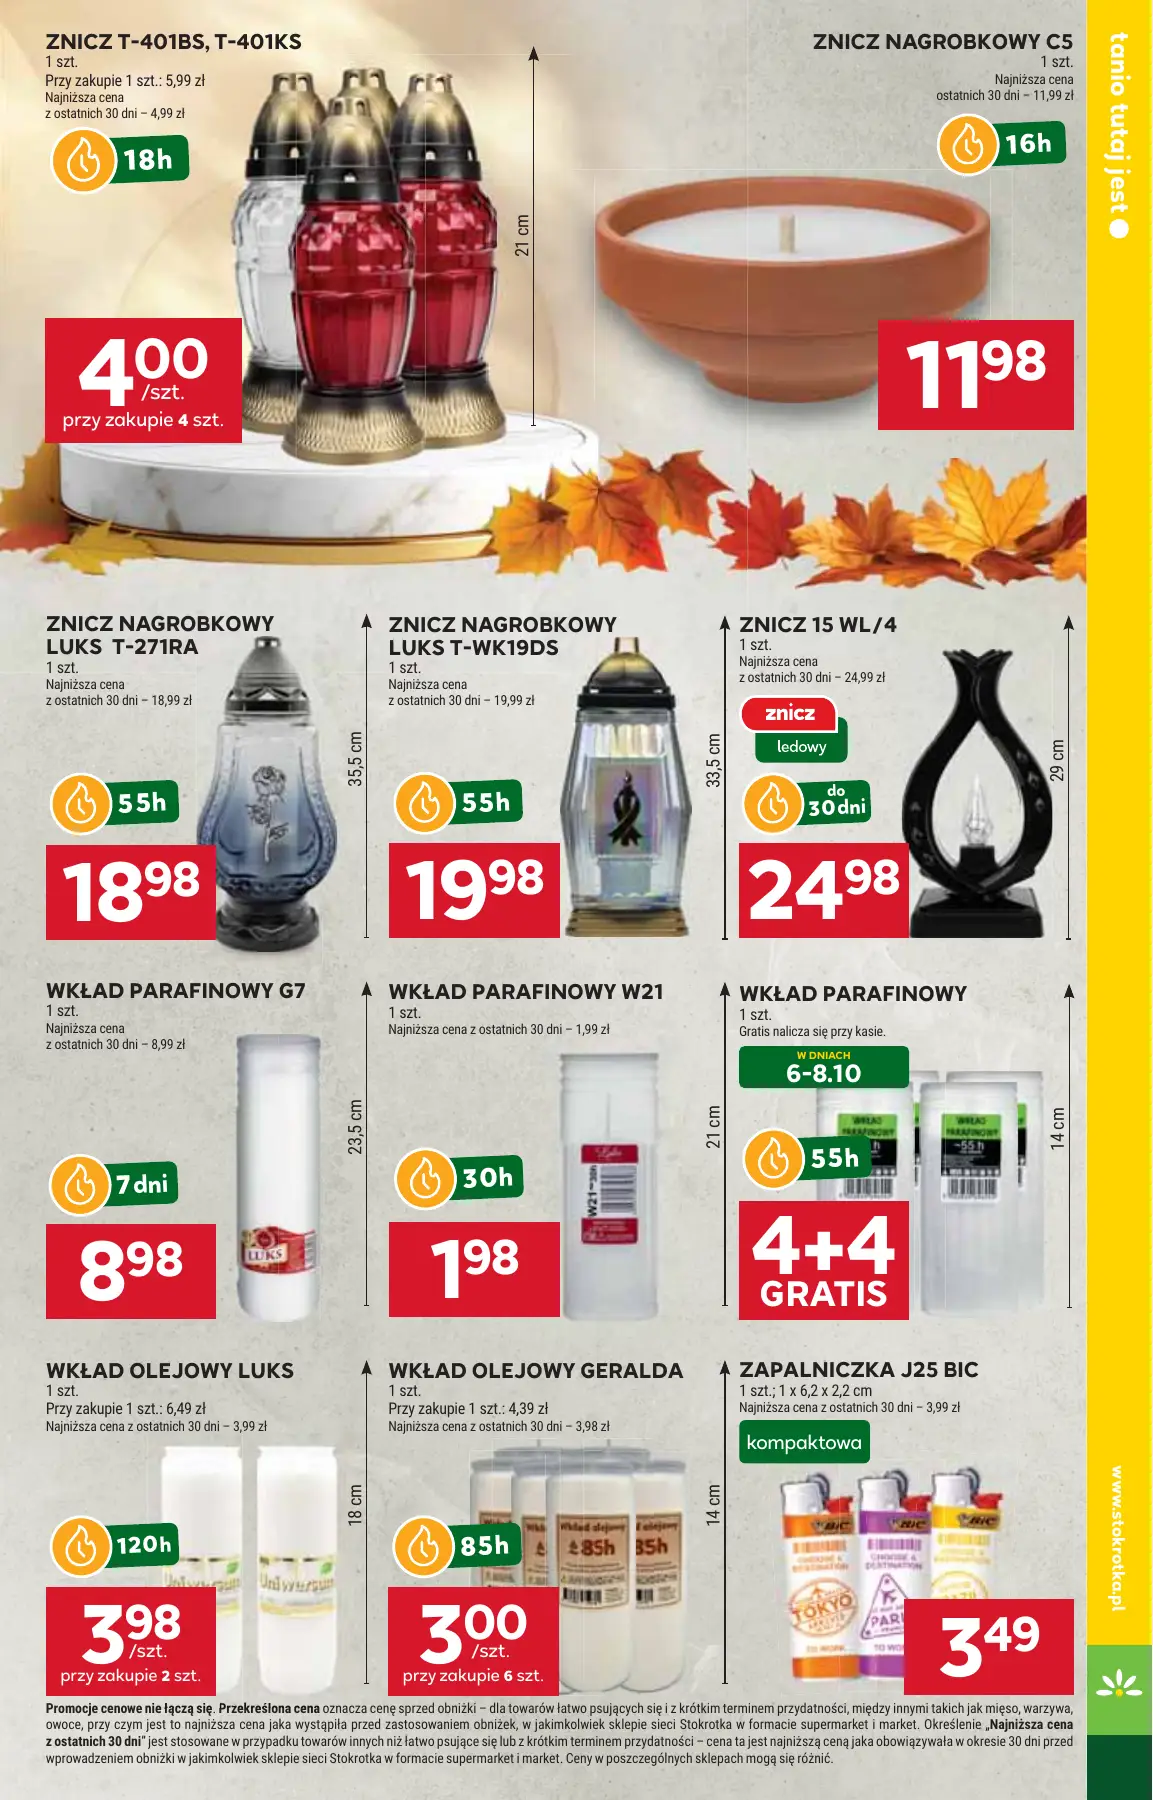 ZNICZ T-401BS, T-401KS
1 szt.
Przy zakupie 1 szt.: 5,99 zł
Najniższa cena
z ostatnich 30 dni – 4,99 zł
18h
21 cm
4 00
/szt.
przy zakupie 4 szt.
ZNICZ NAGROBKOWY C5
1 szt.
Najniższa cena
ostatnich 30 dni – 11,99 zł
16h
11 98
tanio tutaj jest
ZNICZ NAGROBKOWY
LUKS T-271RA
1 szt.
Najniższa cena
z ostatnich 30 dni – 18,99 zł
55h
35,5 cm
18 98
ZNICZ NAGROBKOWY
LUKS T-WK19DS
1 szt.
Najniższa cena
z ostatnich 30 dni – 19,99 zł
55h
33,5 cm
19 98
ZNICZ 15 WL/4
1 szt.
Najniższa cena
z ostatnich 30 dni – 24,99 zł
znicz
ledowy
do
30 dni
29 cm
24 98
WKŁAD PARAFINOWY G7
1 szt.
Najniższa cena
z ostatnich 30 dni – 8,99 zł
7 dni
23,5 cm
LUKS
8 98
WKŁAD PARAFINOWY W21
1 szt.
Najniższa cena z ostatnich 30 dni – 1,99 zł
30h
21 cm
W21-30h
1 98
WKŁAD PARAFINOWY
1 szt.
Gratis nalicza się przy kasie.
W DNIACH
6-8.10
55h
14 cm
WKŁAD
PARAFINOWY
~55 h
4+4
GRATIS
WKŁAD OLEJOWY LUKS
1 szt.
Przy zakupie 1 szt.: 6,49 zł
Najniższa cena z ostatnich 30 dni – 3,99 zł
120h
18 cm
Uniwersum
3 98
/szt.
przy zakupie 2 szt.
WKŁAD OLEJOWY GERALDA
1 szt.
Przy zakupie 1 szt.: 4,39 zł
Najniższa cena z ostatnich 30 dni – 3,98 zł
85h
14 cm
Wkład olejowy
85h
3 00
/szt.
przy zakupie 6 szt.
ZAPALNICZKA J25 BIC
1 szt.; 1 x 6,2 x 2,2 cm
Najniższa cena z ostatnich 30 dni – 3,99 zł
kompaktowa
BIC
BIC
BIC
TOKYO
3 49
www.stokrotka.pl
Promocje cenowe nie łączą się. Przekreślona cena oznacza cenę sprzed obniżki – dla towarów łatwo psujących się i z krótkim terminem przydatności, między innymi takich jak mięso, warzywa,
owoce, przy czym jest to najniższa cena jaka wystąpiła przed zastosowaniem obniżek, w jakimkolwiek sklepie sieci Stokrotka w formacie supermarket i market. Określenie „Najniższa cena
z ostatnich 30 dni” jest stosowane w przypadku towarów innych niż łatwo psujące się lub z krótkim terminem przydatności – cena ta jest najniższą ceną jaka obowiązywała w okresie 30 dni przed
wprowadzeniem obniżki w jakimkolwiek sklepie sieci Stokrotka w formacie supermarket i market. Ceny w poszczególnych sklepach mogą się różnić.